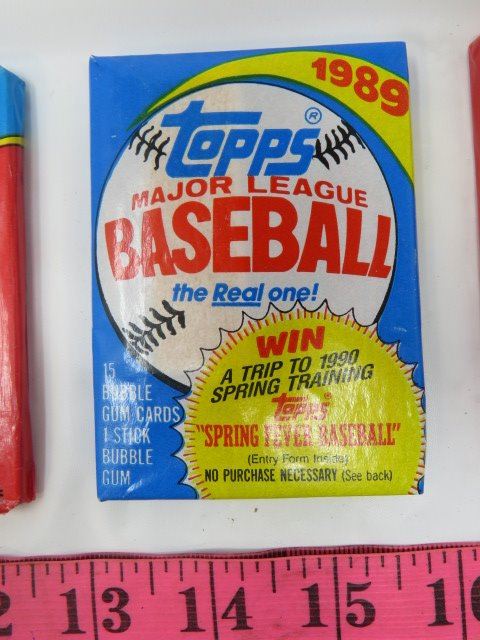 1989
Topps®
MAJOR LEAGUE
BASEBALL
the Real one!
WIN
A TRIP TO 1990
SPRING TRAINING
Topps
"SPRING FEVER BASEBALL"
(Entry Form Inside)
NO PURCHASE NECESSARY (See back)
15
BUBBLE
GUM CARDS
1 STICK
BUBBLE
GUM
2 13 14 15 16